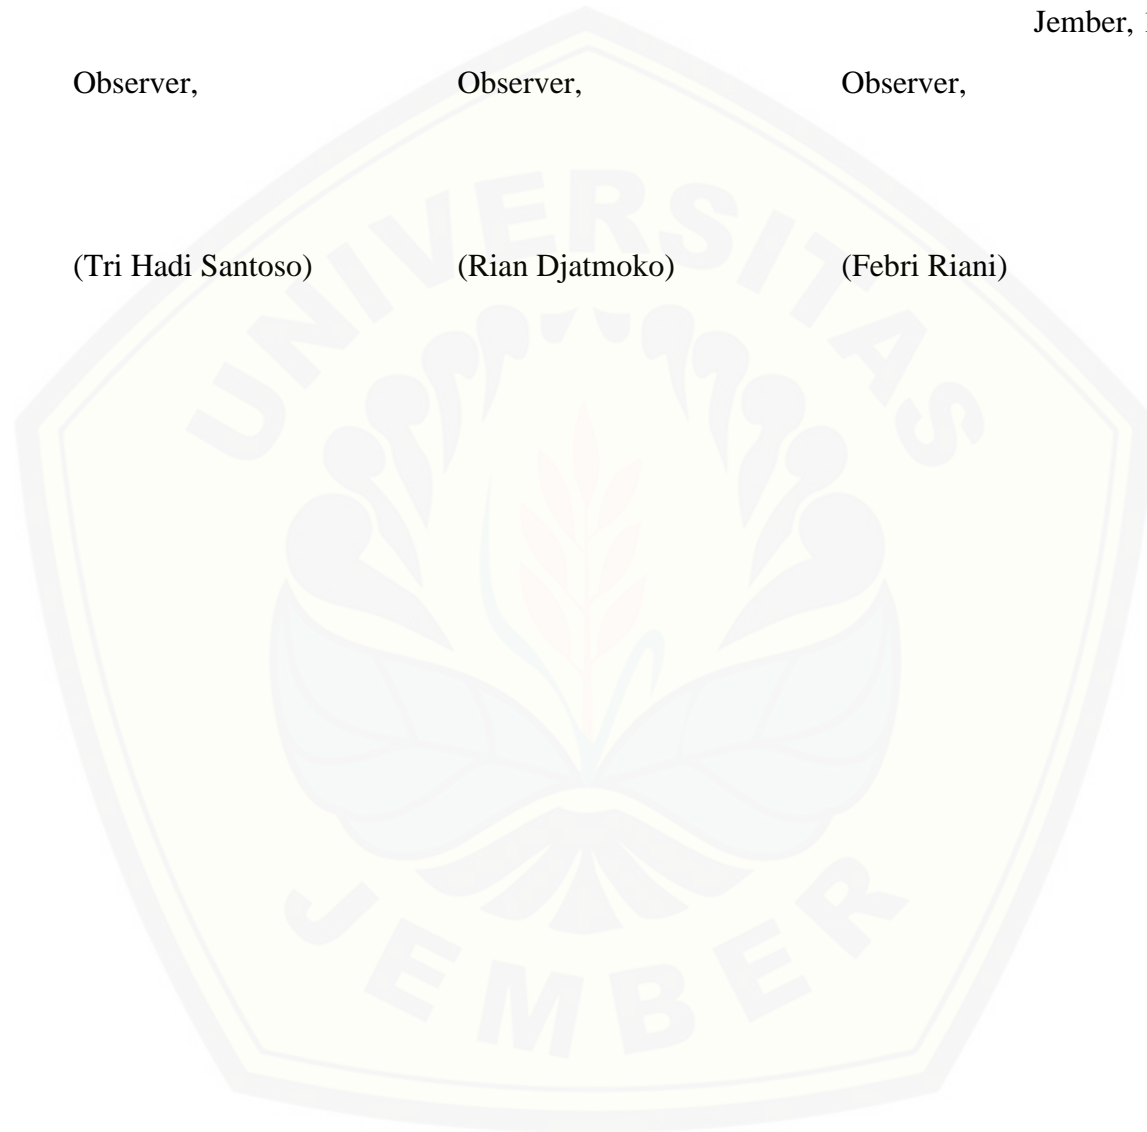 Jember,
Observer, Observer, Observer,
(Tri Hadi Santoso) (Rian Djatmoko) (Febri Riani)
UNIVERSITAS
JEMBER